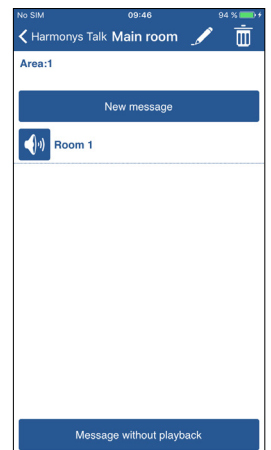 No SIM 09:46 94 %
Harmonys Talk Main room
Area:1
New message
Room 1
Message without playback